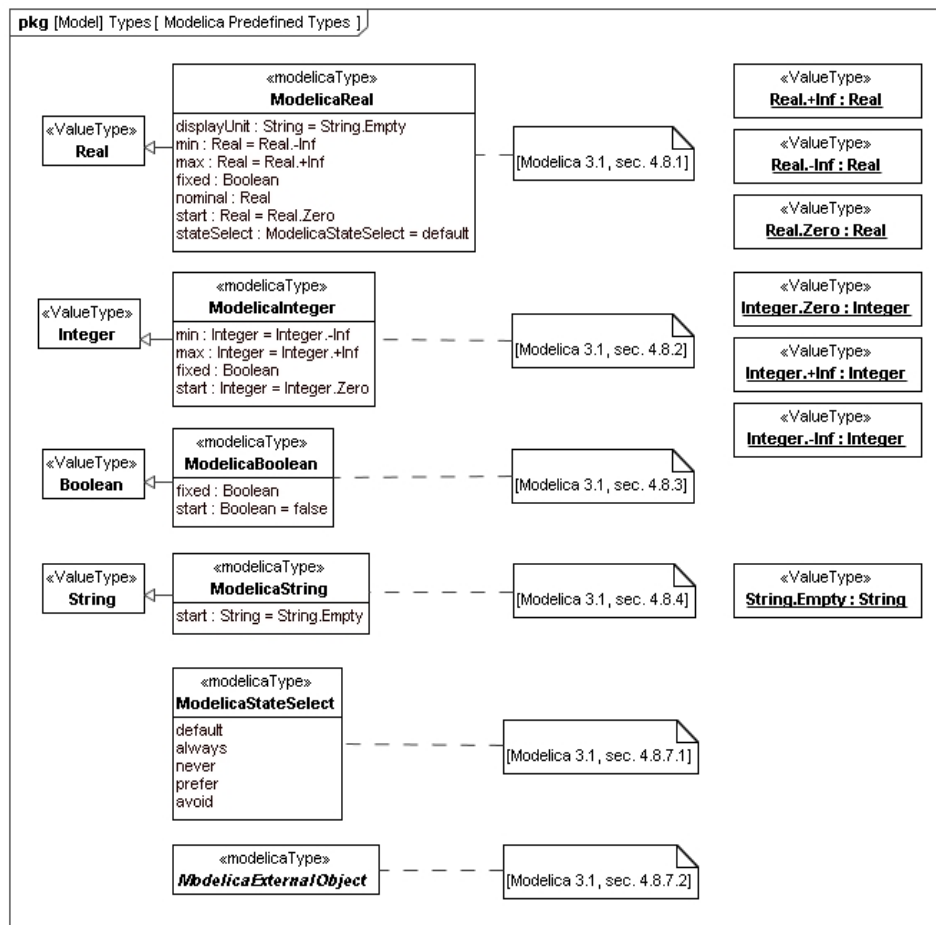 pkg [Model] Types [ Modelica Predefined Types ]
«modelicaType»
ModelicaReal
displayUnit : String = String.Empty
min : Real = Real.-Inf
max : Real = Real.+Inf
fixed : Boolean
nominal : Real
start : Real = Real.Zero
stateSelect : ModelicaStateSelect = default
«ValueType»
Real
[Modelica 3.1, sec. 4.8.1]
«ValueType»
Real.+Inf : Real
«ValueType»
Real.-Inf : Real
«ValueType»
Real.Zero : Real
«modelicaType»
ModelicaInteger
min : Integer = Integer.-Inf
max : Integer = Integer.+Inf
fixed : Boolean
start : Integer = Integer.Zero
«ValueType»
Integer
[Modelica 3.1, sec. 4.8.2]
«ValueType»
Integer.Zero : Integer
«ValueType»
Integer.+Inf : Integer
«ValueType»
Integer.-Inf : Integer
«modelicaType»
ModelicaBoolean
fixed : Boolean
start : Boolean = false
«ValueType»
Boolean
[Modelica 3.1, sec. 4.8.3]
«ValueType»
String
«modelicaType»
ModelicaString
start : String = String.Empty
[Modelica 3.1, sec. 4.8.4]
«ValueType»
String.Empty : String
«modelicaType»
ModelicaStateSelect
default
always
never
prefer
avoid
[Modelica 3.1, sec. 4.8.7.1]
«modelicaType»
ModelicaExternalObject
[Modelica 3.1, sec. 4.8.7.2]